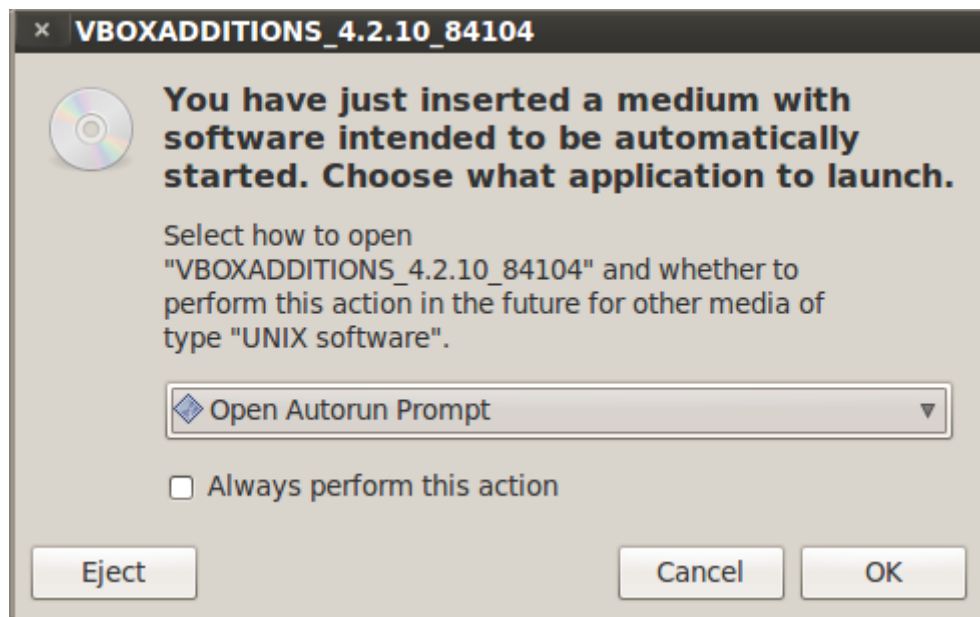 × VBOXADDITIONS_4.2.10_84104
You have just inserted a medium with
software intended to be automatically
started. Choose what application to launch.
Select how to open
"VBOXADDITIONS_4.2.10_84104" and whether to
perform this action in the future for other media of
type "UNIX software".
Open Autorun Prompt
Always perform this action
Eject Cancel OK